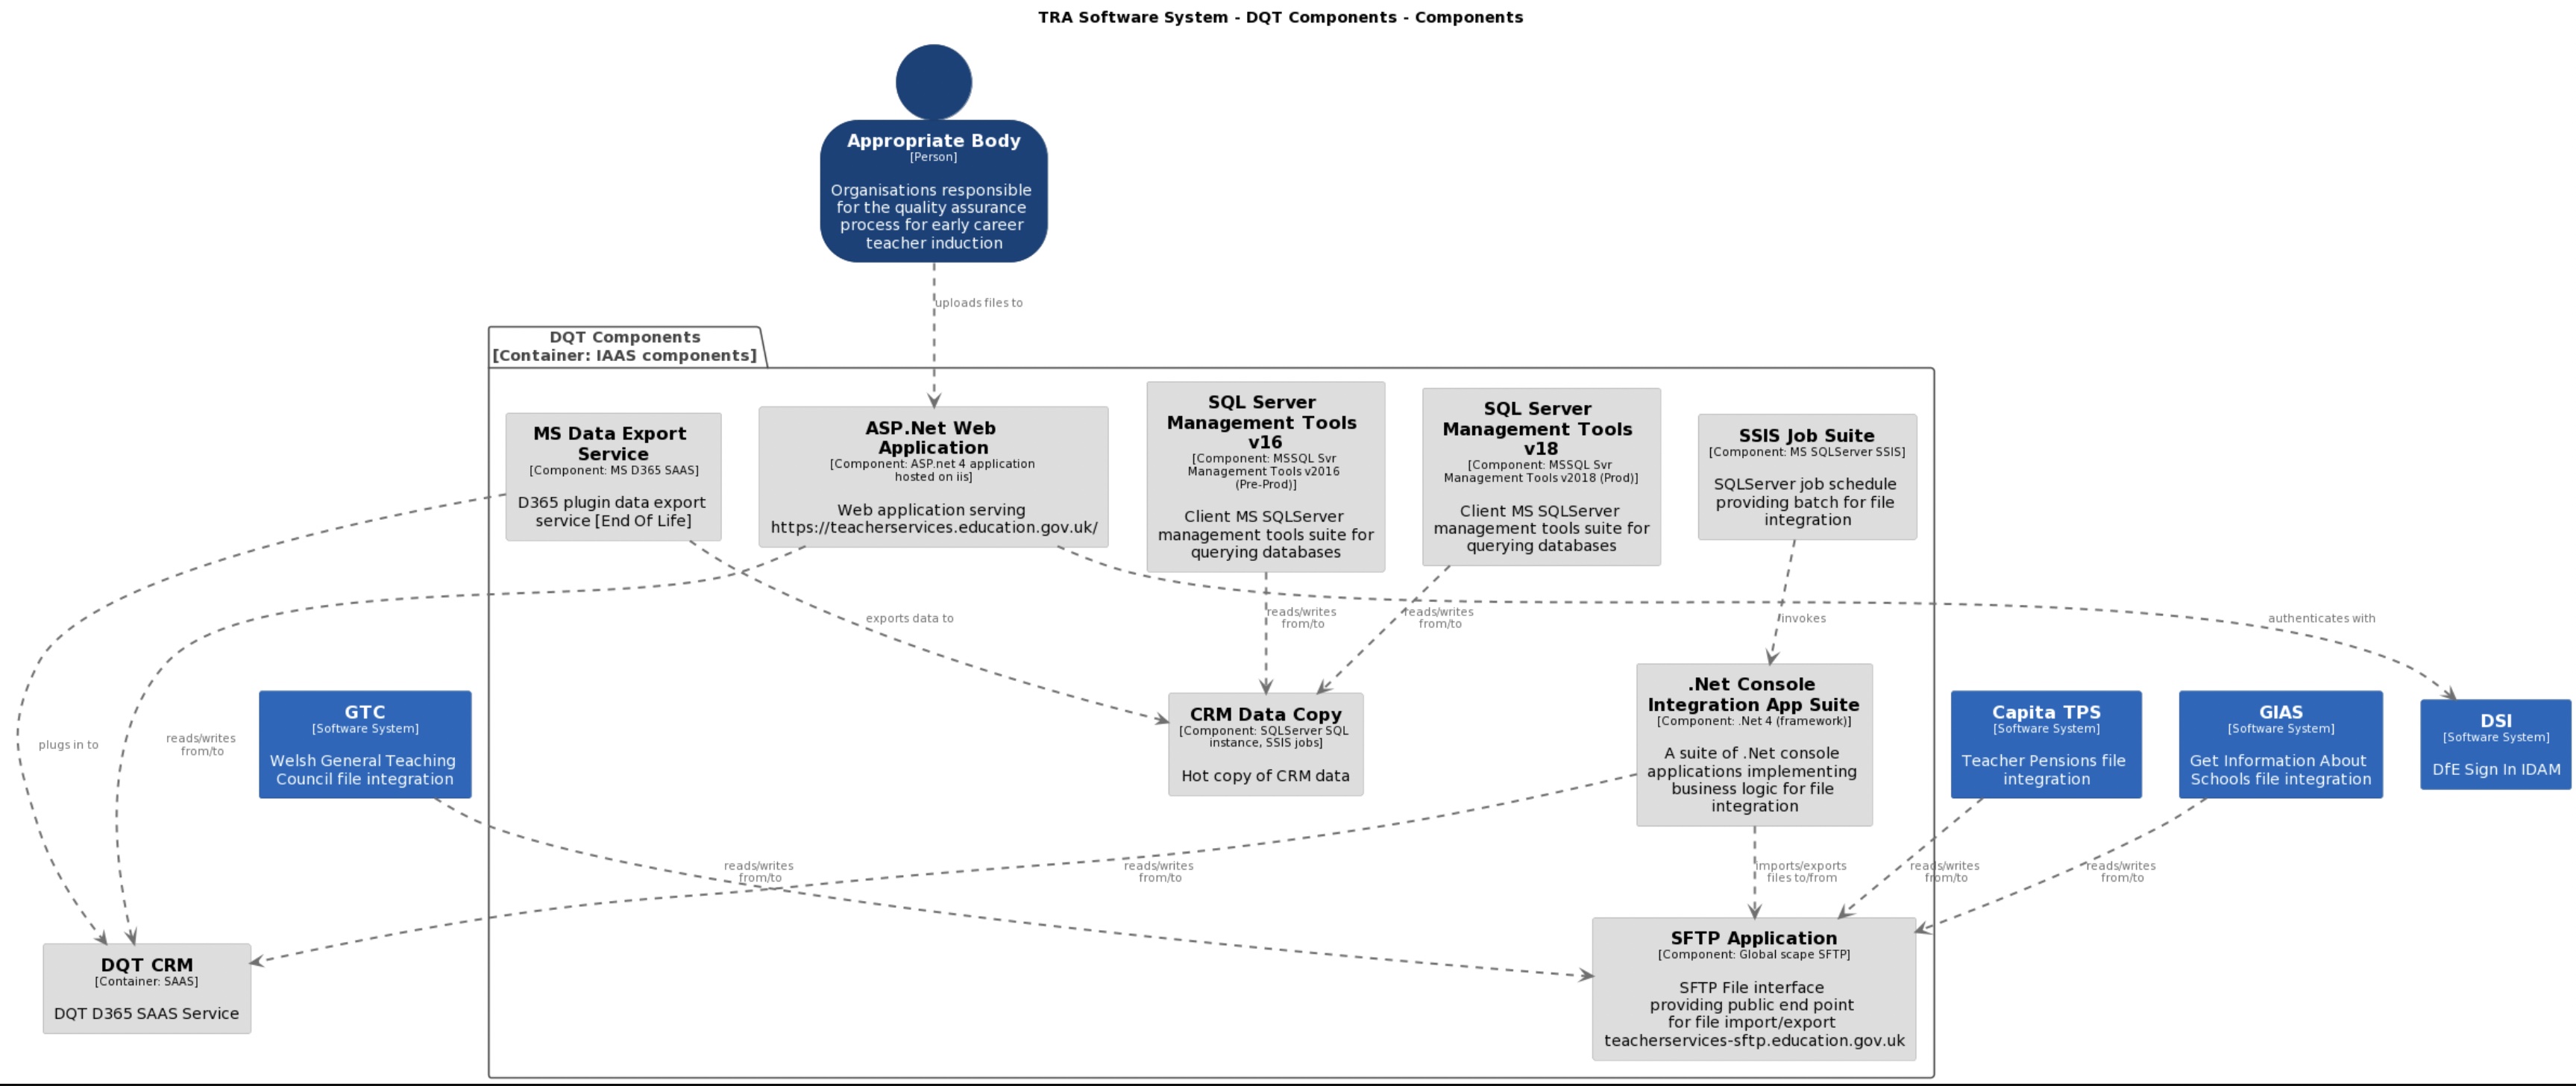 TRA Software System - DQT Components - Components
Appropriate Body
[Person]
Organisations responsible
for the quality assurance
process for early career
teacher induction
uploads files to
DQT Components
[Container: IAAS components]
MS Data Export
Service
[Component: MS D365 SAAS]
D365 plugin data export
service [End Of Life]
ASP.Net Web
Application
[Component: ASP.net 4 application
hosted on iis]
Web application serving
https://teacherservices.education.gov.uk/
SQL Server
Management Tools
v16
[Component: MSSQL Svr
Management Tools v2016
(Pre-Prod)]
Client MS SQLServer
management tools suite for
querying databases
SQL Server
Management Tools
v18
[Component: MSSQL Svr
Management Tools v2018 (Prod)]
Client MS SQLServer
management tools suite for
querying databases
SSIS Job Suite
[Component: MS SQLServer SSIS]
SQLServer job schedule
providing batch for file
integration
exports data to
reads/writes
from/to
reads/writes
from/to
invokes
authenticates with
plugs in to
reads/writes
from/to
GTC
[Software System]
Welsh General Teaching
Council file integration
CRM Data Copy
[Component: SQLServer SQL
instance, SSIS jobs]
Hot copy of CRM data
.Net Console
Integration App Suite
[Component: .Net 4 (framework)]
A suite of .Net console
applications implementing
business logic for file
integration
Capita TPS
[Software System]
Teacher Pensions file
integration
GIAS
[Software System]
Get Information About
Schools file integration
DSI
[Software System]
DfE Sign In IDAM
reads/writes
from/to
reads/writes
from/to
imports/exports
files to/from
reads/writes
from/to
reads/writes
from/to
DQT CRM
[Container: SAAS]
DQT D365 SAAS Service
SFTP Application
[Component: Global scape SFTP]
SFTP File interface
providing public end point
for file import/export
teacherservices-sftp.education.gov.uk